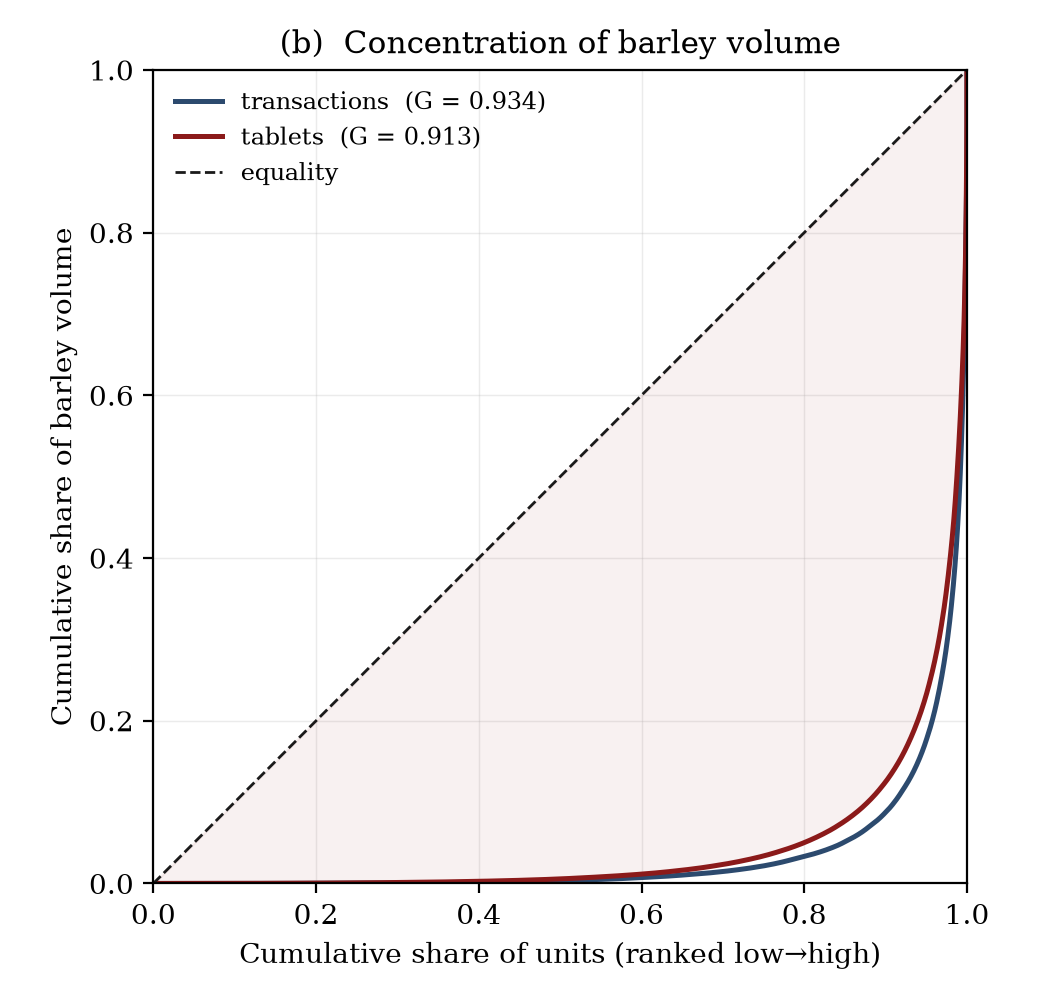 (b)  Concentration of barley volume
transactions  (G = 0.934)
tablets  (G = 0.913)
equality
Cumulative share of barley volume
1.0
0.8
0.6
0.4
0.2
0.0
0.0 0.2 0.4 0.6 0.8 1.0
Cumulative share of units (ranked low→high)